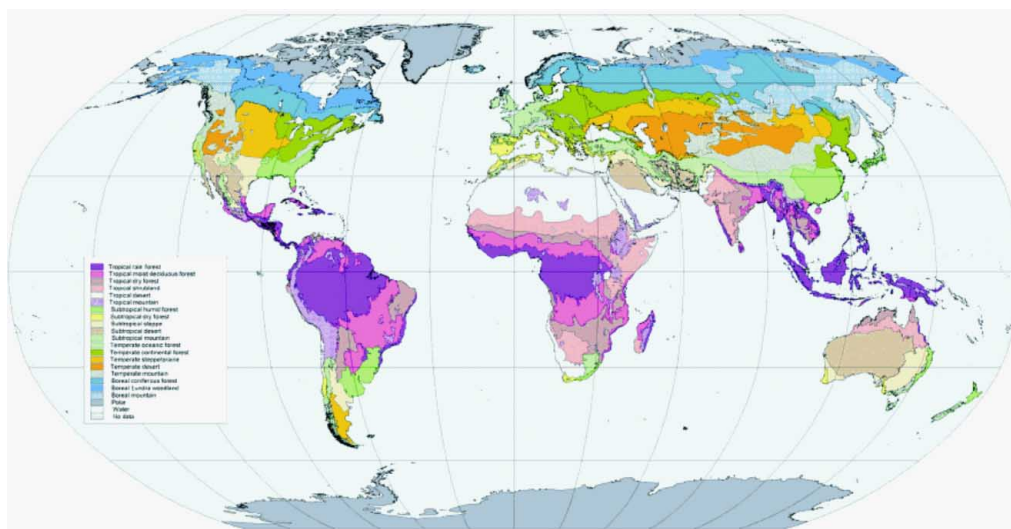 Tropical rain forest
Tropical moist deciduous forest
Tropical dry forest
Tropical shrubland
Tropical desert
Tropical mountain
Subtropical humid forest
Subtropical dry forest
Subtropical steppe
Subtropical desert
Subtropical mountain
Temperate oceanic forest
Temperate continental forest
Temperate steppe/prairie
Temperate desert
Temperate mountain
Boreal coniferous forest
Boreal tundra woodland
Boreal mountain
Polar
Water
No data